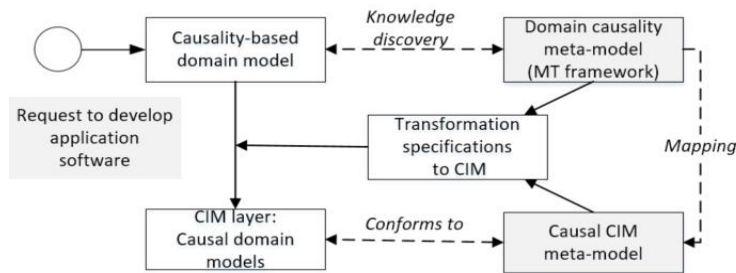 Causality-based
domain model
Knowledge
discovery
Domain causality
meta-model
(MT framework)
Request to develop
application
software
Transformation
specifications
to CIM
Mapping
CIM layer:
Causal domain
models
Conforms to
Causal CIM
meta-model